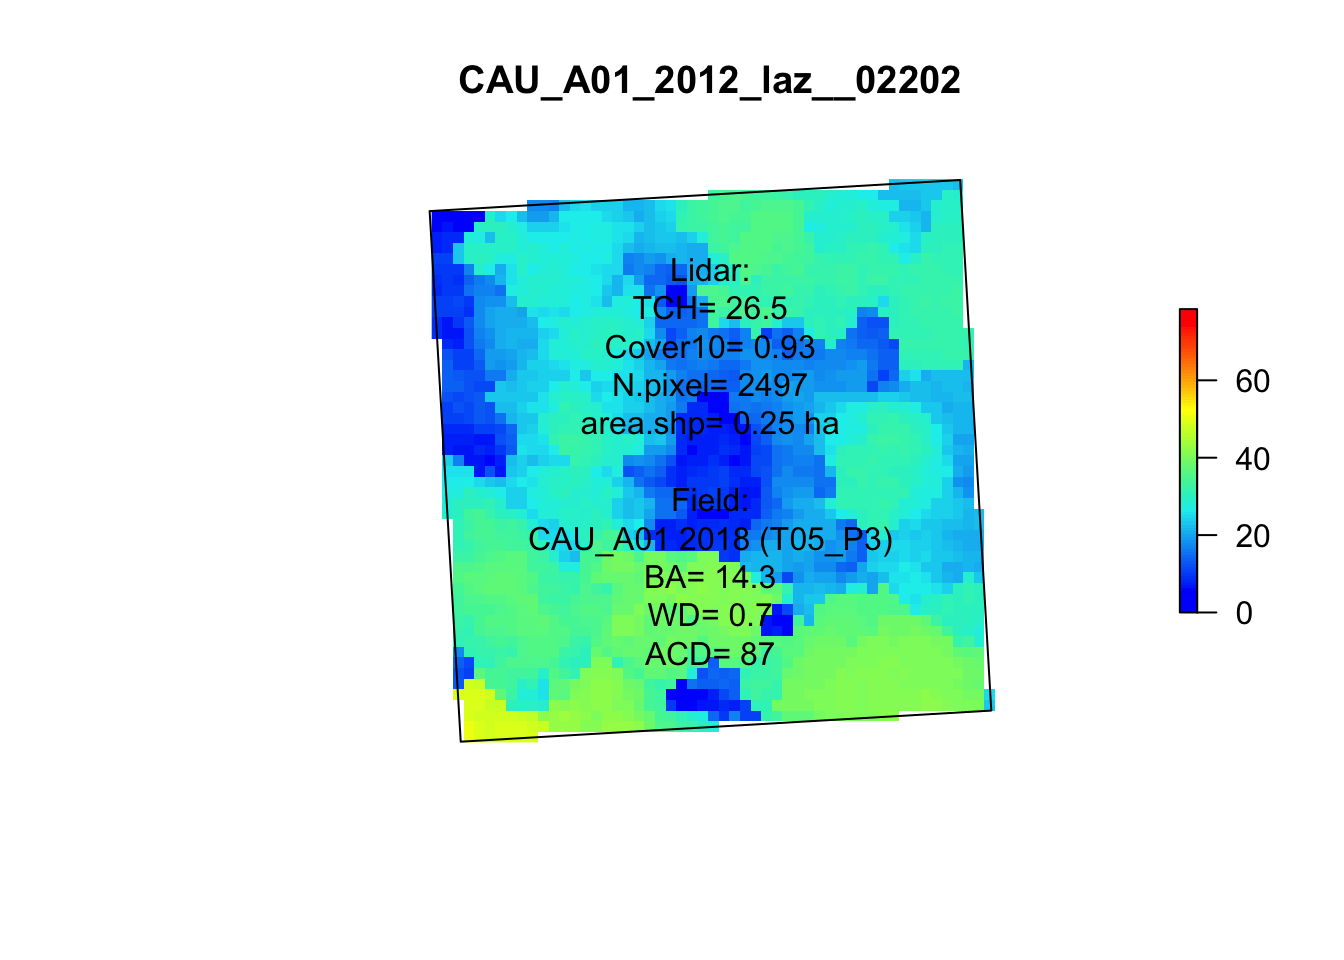 CAU_A01_2012_laz__02202
Lidar:
TCH= 26.5
Cover10= 0.93
N.pixel= 2497
area.shp= 0.25 ha
Field:
CAU_A01 2018 (T05_P3)
BA= 14.3
WD= 0.7
ACD= 87
60
40
20
0